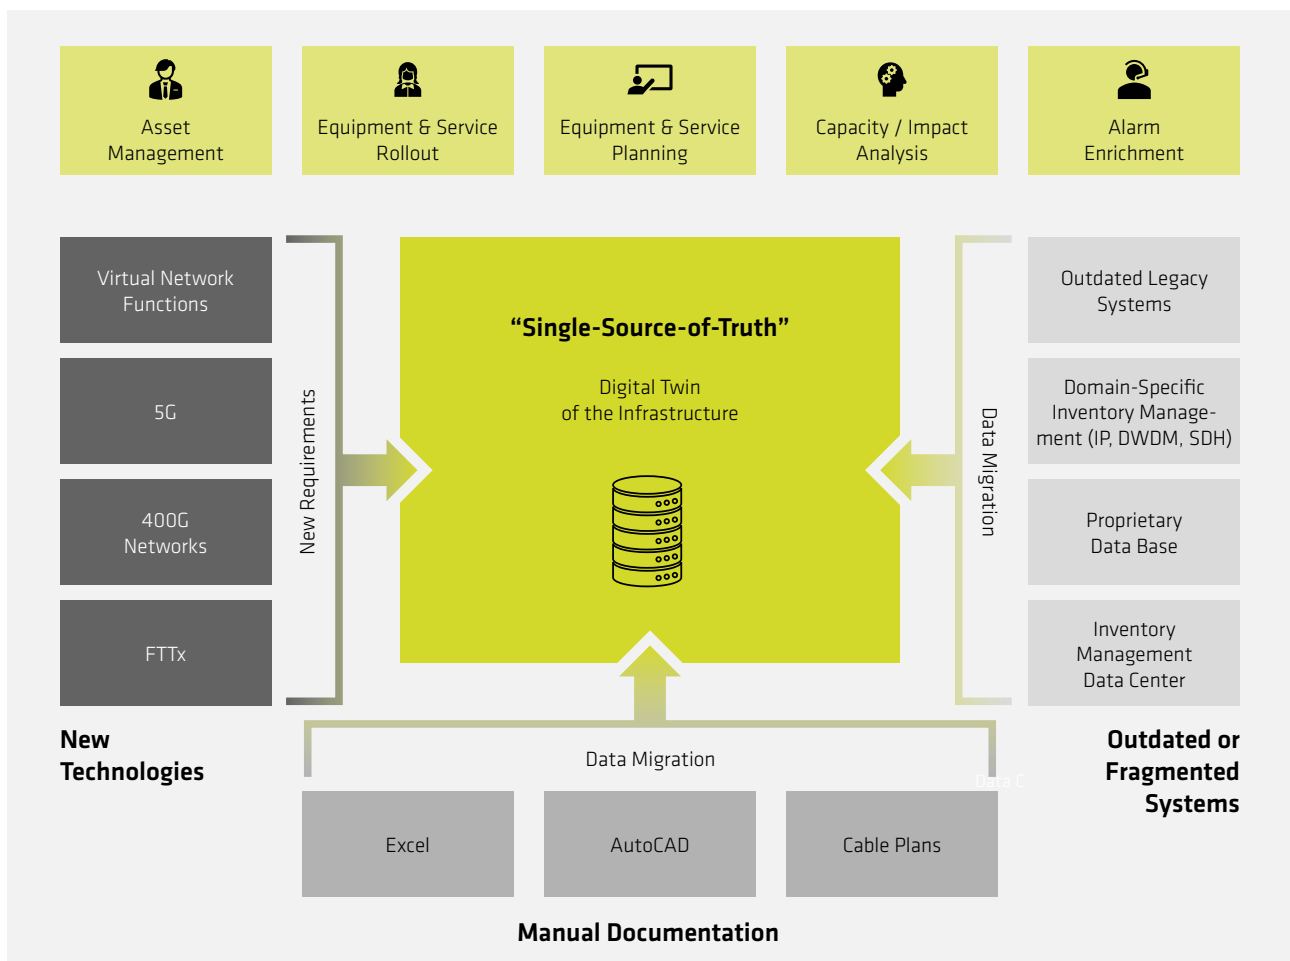 Asset
Management
Equipment & Service
Rollout
Equipment & Service
Planning
Capacity / Impact
Analysis
Alarm
Enrichment
Virtual Network
Functions
5G
400G
Networks
FTTx
New
Technologies
New Requirements
“Single-Source-of-Truth”
Digital Twin
of the Infrastructure
Data Migration
Outdated Legacy
Systems
Domain-Specific
Inventory Manage-
ment (IP, DWDM, SDH)
Proprietary
Data Base
Inventory
Management
Data Center
Outdated or
Fragmented
Systems
Data Migration
Data C
Excel
AutoCAD
Cable Plans
Manual Documentation